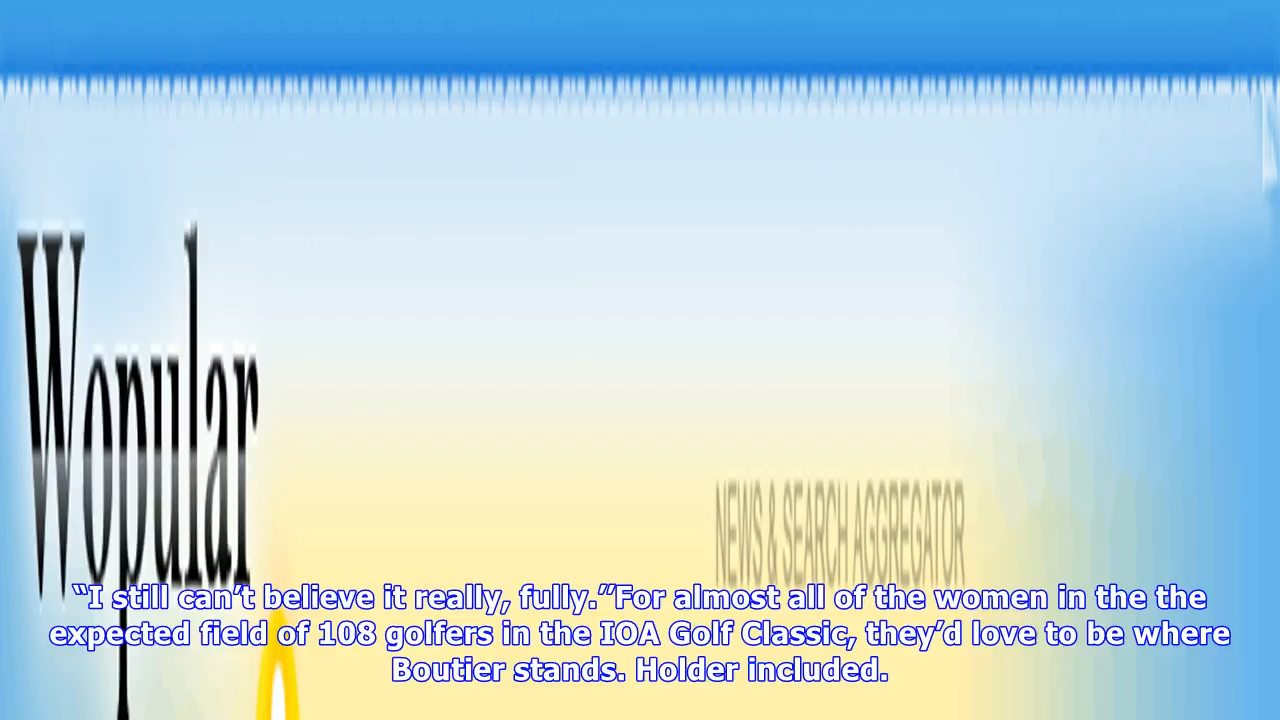 Wopular
NEWS & SEARCH AGGREGATOR
“I still can’t believe it really, fully.”For almost all of the women in the the
expected field of 108 golfers in the IOA Golf Classic, they’d love to be where
Boutier stands. Holder included.